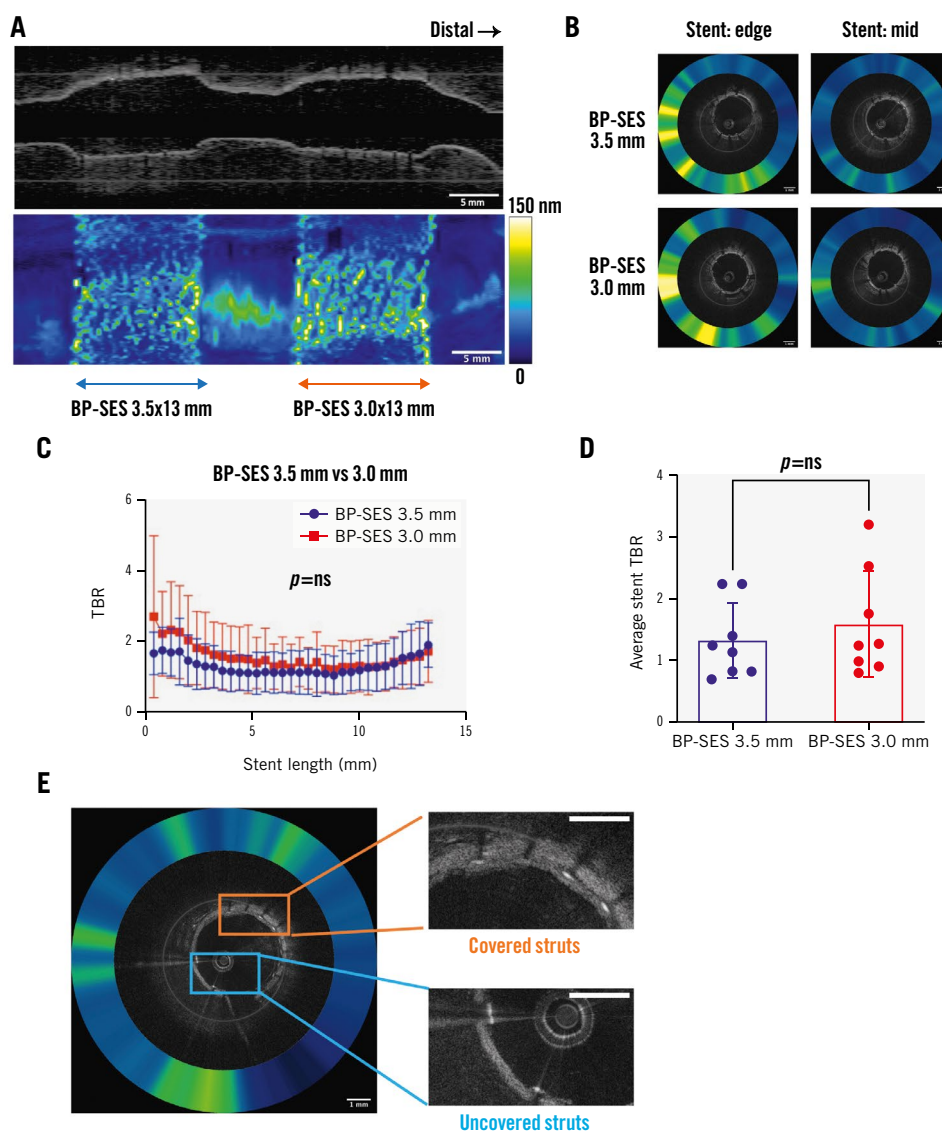 A
Distal →
5 mm
150 nm
0
5 mm
BP-SES 3.5x13 mm
BP-SES 3.0x13 mm
B
Stent: edge
Stent: mid
BP-SES
3.5 mm
BP-SES
3.0 mm
C
BP-SES 3.5 mm vs 3.0 mm
TBR
6
4
2
0
BP-SES 3.5 mm
BP-SES 3.0 mm
p=ns
0
5
10
15
Stent length (mm)
D
p=ns
Average stent TBR
4
3
2
1
0
BP-SES 3.5 mm
BP-SES 3.0 mm
E
1 mm
Covered struts
Uncovered struts